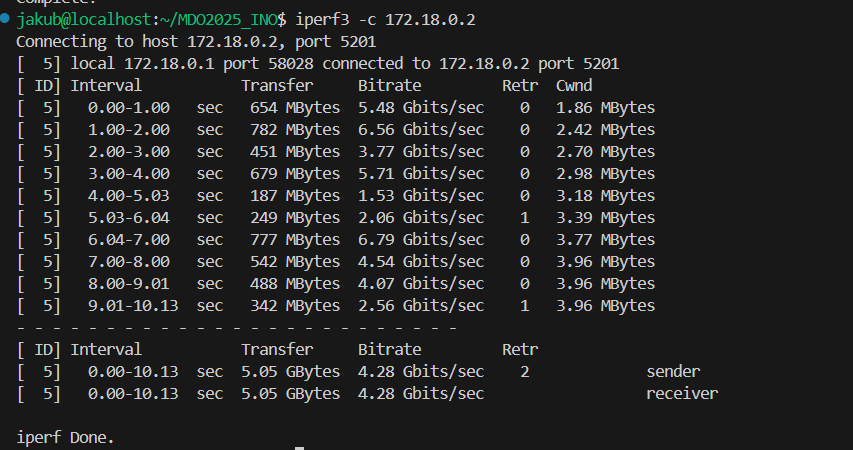 jakub@localhost:~/MDO2025_INO$ iperf3 -c 172.18.0.2
Connecting to host 172.18.0.2, port 5201
[  5] local 172.18.0.1 port 58028 connected to 172.18.0.2 port 5201
[ ID] Interval           Transfer     Bitrate         Retr  Cwnd
[  5]   0.00-1.00   sec   654 MBytes  5.48 Gbits/sec    0   1.86 MBytes
[  5]   1.00-2.00   sec   782 MBytes  6.56 Gbits/sec    0   2.42 MBytes
[  5]   2.00-3.00   sec   451 MBytes  3.77 Gbits/sec    0   2.70 MBytes
[  5]   3.00-4.00   sec   679 MBytes  5.71 Gbits/sec    0   2.98 MBytes
[  5]   4.00-5.03   sec   187 MBytes  1.53 Gbits/sec    0   3.18 MBytes
[  5]   5.03-6.04   sec   249 MBytes  2.06 Gbits/sec    1   3.39 MBytes
[  5]   6.04-7.00   sec   777 MBytes  6.79 Gbits/sec    0   3.77 MBytes
[  5]   7.00-8.00   sec   542 MBytes  4.54 Gbits/sec    0   3.96 MBytes
[  5]   8.00-9.01   sec   488 MBytes  4.07 Gbits/sec    0   3.96 MBytes
[  5]   9.01-10.13  sec   342 MBytes  2.56 Gbits/sec    1   3.96 MBytes
- - - - - - - - - - - - - - - - - - - - - - - - -
[ ID] Interval           Transfer     Bitrate         Retr
[  5]   0.00-10.13  sec  5.05 GBytes  4.28 Gbits/sec    2             sender
[  5]   0.00-10.13  sec  5.05 GBytes  4.28 Gbits/sec                  receiver
iperf Done.